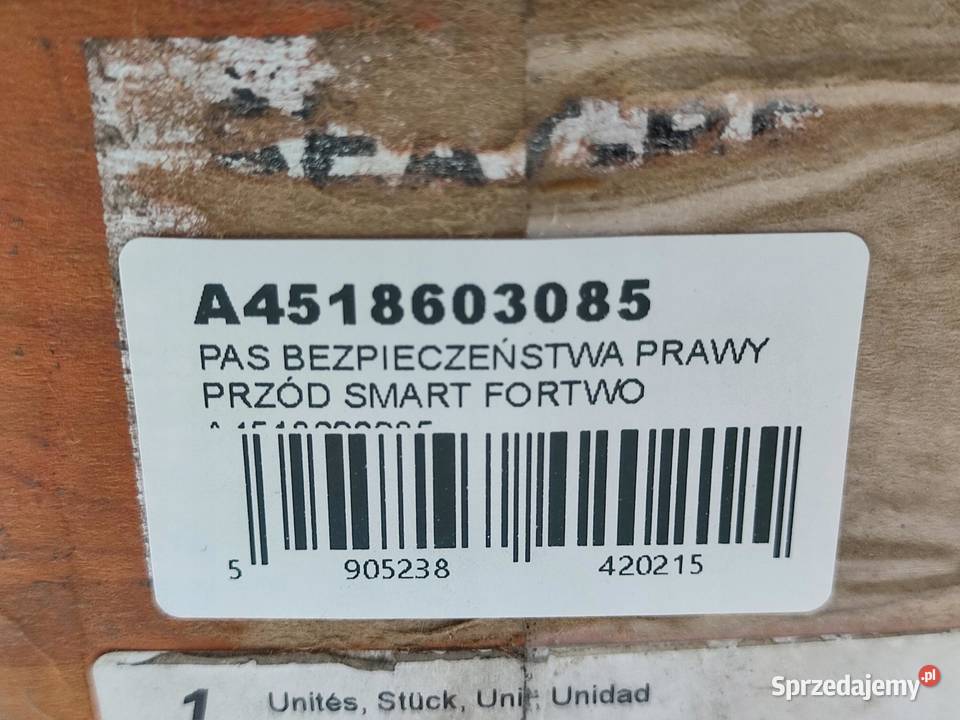 A4518603085
PAS BEZPIECZEŃSTWA PRAWY
PRZÓD SMART FORTWO
5 905238 420215
1 Unités, Stück, Unit, Unidad
Sprzedajemy.pl